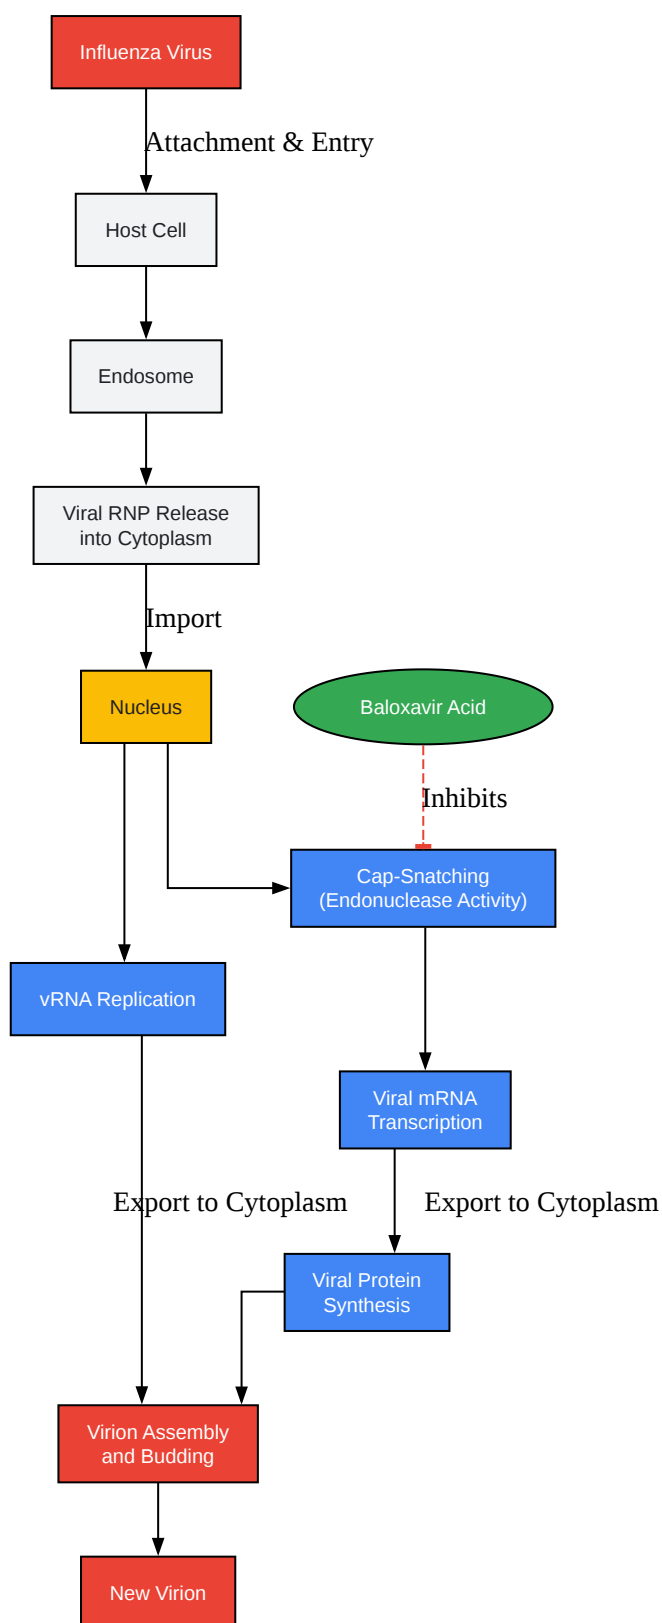 Influenza Virus
Attachment & Entry
Host Cell
Endosome
Viral RNP Release
into Cytoplasm
Import
Nucleus
Baloxavir Acid
Inhibits
Cap-Snatching
(Endonuclease Activity)
vRNA Replication
Viral mRNA
Transcription
Export to Cytoplasm
Export to Cytoplasm
Viral Protein
Synthesis
Virion Assembly
and Budding
New Virion